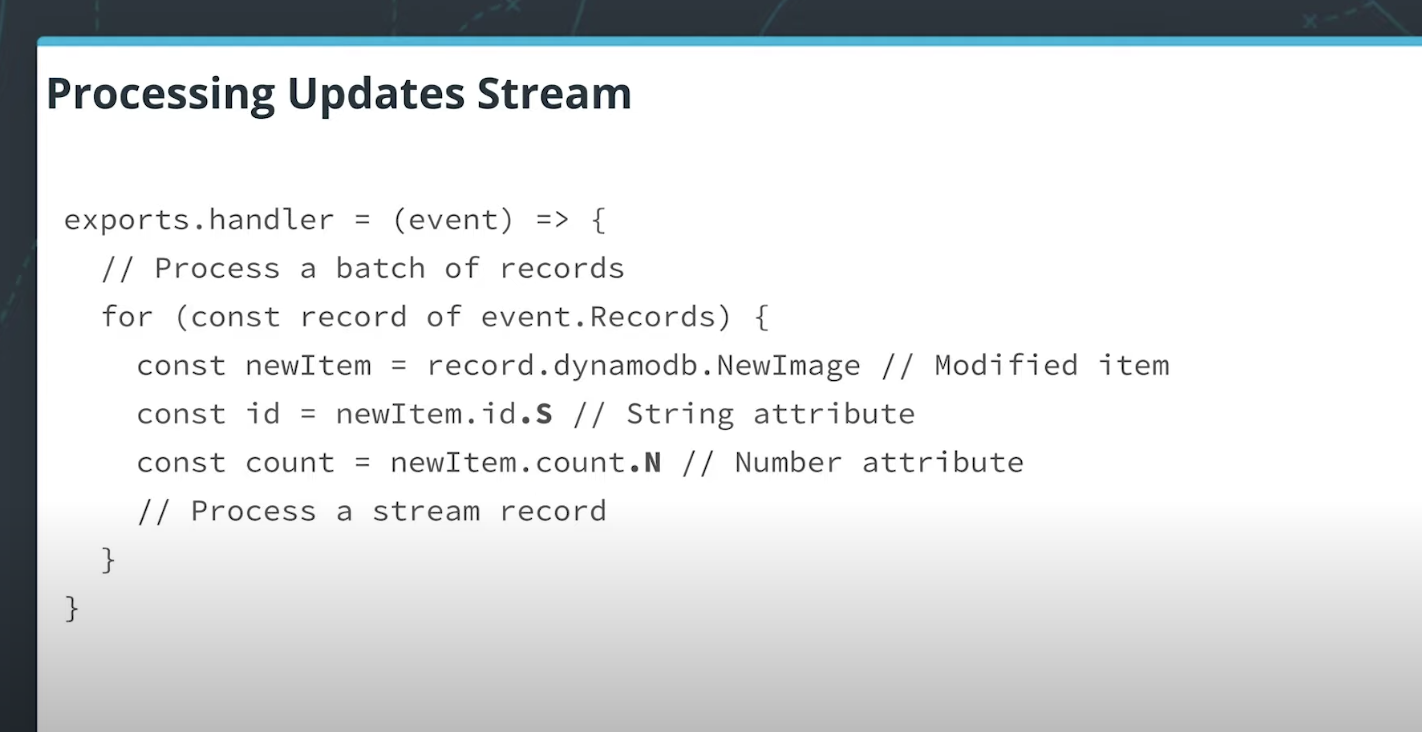 Processing Updates Stream
exports.handler = (event) => {
  // Process a batch of records
  for (const record of event.Records) {
    const newItem = record.dynamodb.NewImage // Modified item
    const id = newItem.id.S // String attribute
    const count = newItem.count.N // Number attribute
    // Process a stream record
  }
}